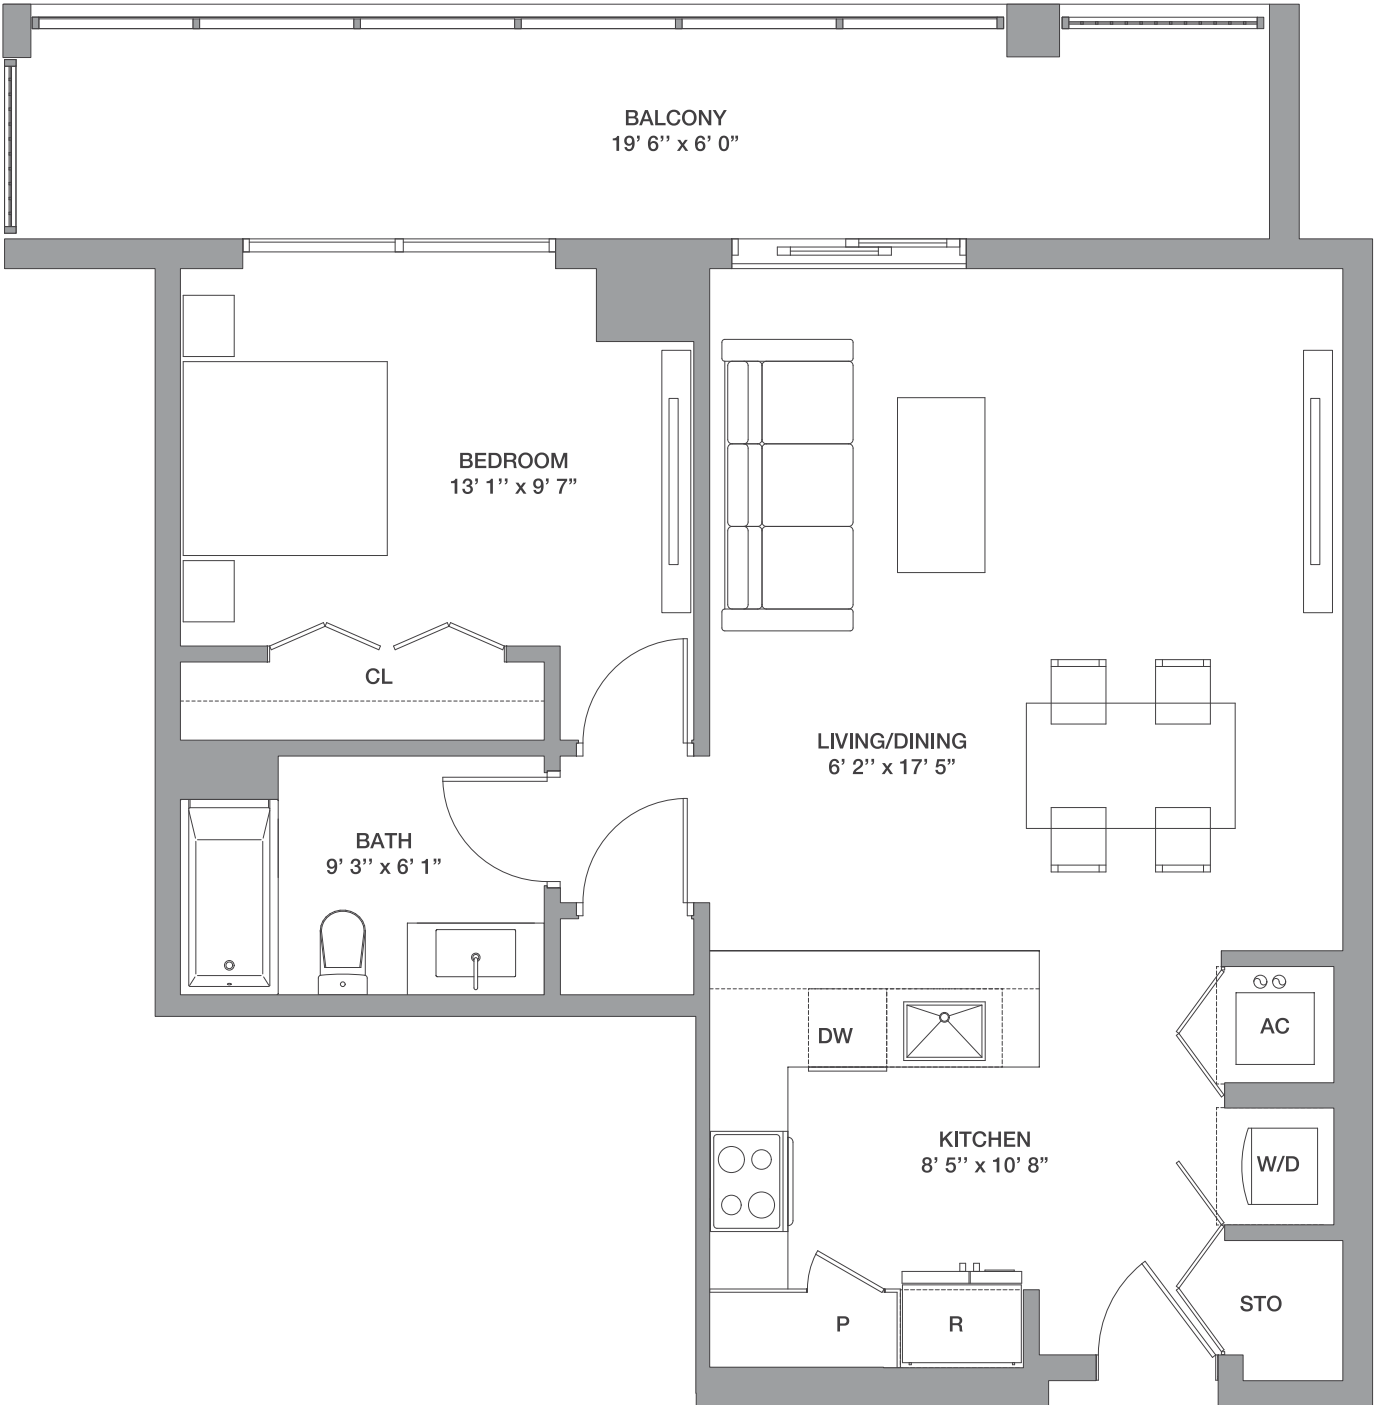 BALCONY
19’ 6’’ x 6’ 0”
BEDROOM
13’ 1’’ x 9’ 7”
CL
LIVING/DINING
6’ 2’’ x 17’ 5”
BATH
9’ 3’’ x 6’ 1”
DW
AC
KITCHEN
8’ 5’’ x 10’ 8”
W/D
STO
P
R